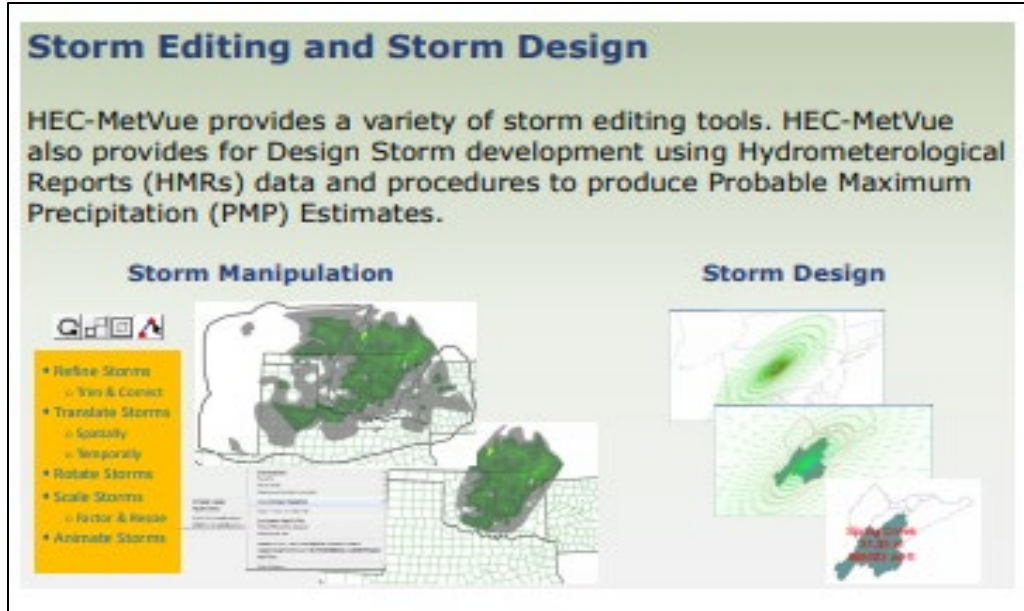 Storm Editing and Storm Design
HEC-MetVue provides a variety of storm editing tools. HEC-MetVue
also provides for Design Storm development using Hydrometerological
Reports (HMRs) data and procedures to produce Probable Maximum
Precipitation (PMP) Estimates.
Storm Manipulation
Storm Design
• Refine Storms
o Trim & Correct
• Translate Storms
o Spatially
o Temporally
• Rotate Storms
• Scale Storms
o Factor &
• Animate Storms